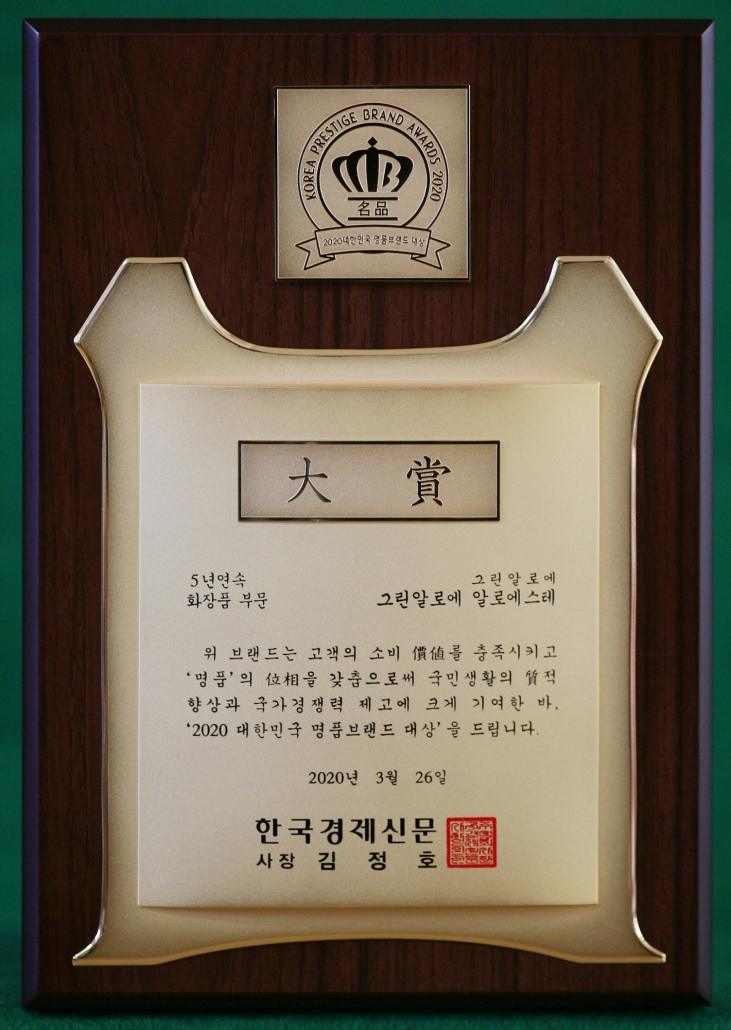 KOREA PRESTIGE BRAND AWARDS 2020
名品
2020대한민국 명품브랜드 대상
大 賞
5년연속
화장품 부문
그린알로에
그린알로에 알로에스테
위 브랜드는 고객의 소비 價値를 충족시키고
‘명품’의 位相을 갖춤으로써 국민생활의 質적
향상과 국가경쟁력 제고에 크게 기여한 바,
‘2020 대한민국 명품브랜드 대상’을 드립니다.
2020년 3월 26일
한국경제신문
사장 김 정 호